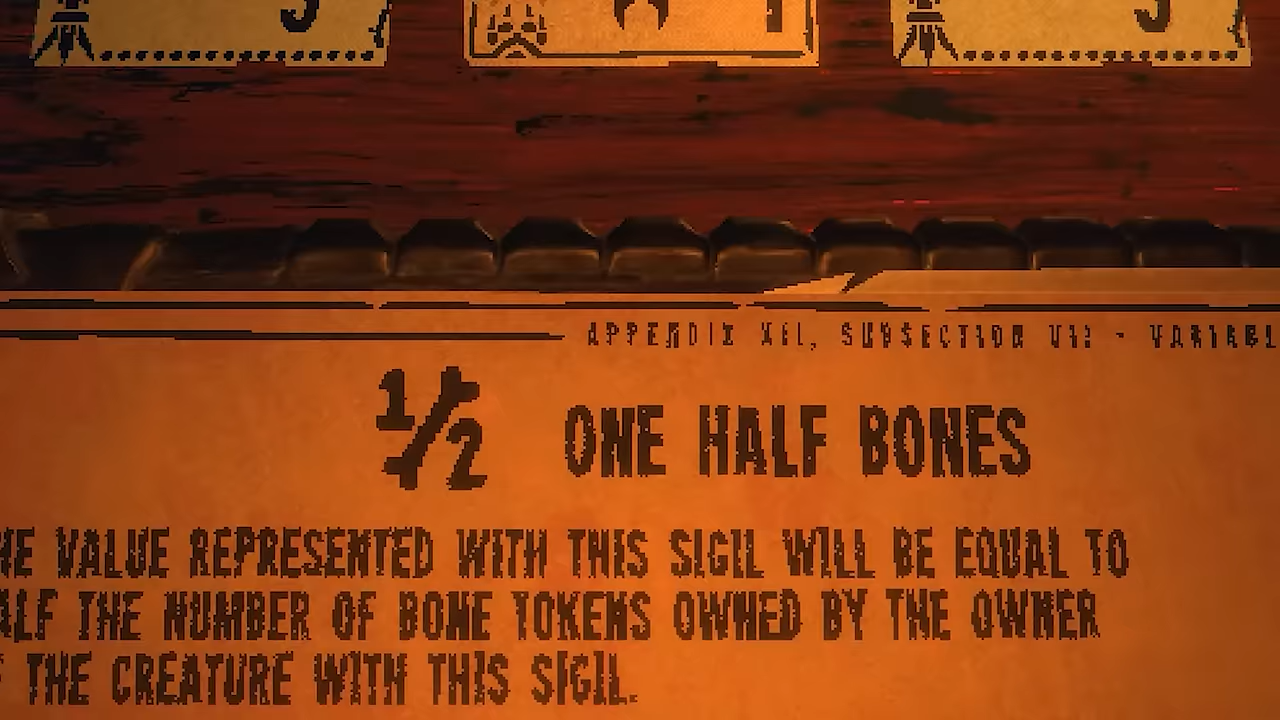 APPENDIX XII, SUBSECTION VII - VARIABL
1/2 ONE HALF BONES
HE VALUE REPRESENTED WITH THIS SIGIL WILL BE EQUAL TO
ALF THE NUMBER OF BONE TOKENS OWNED BY THE OWNER
F THE CREATURE WITH THIS SIGIL.